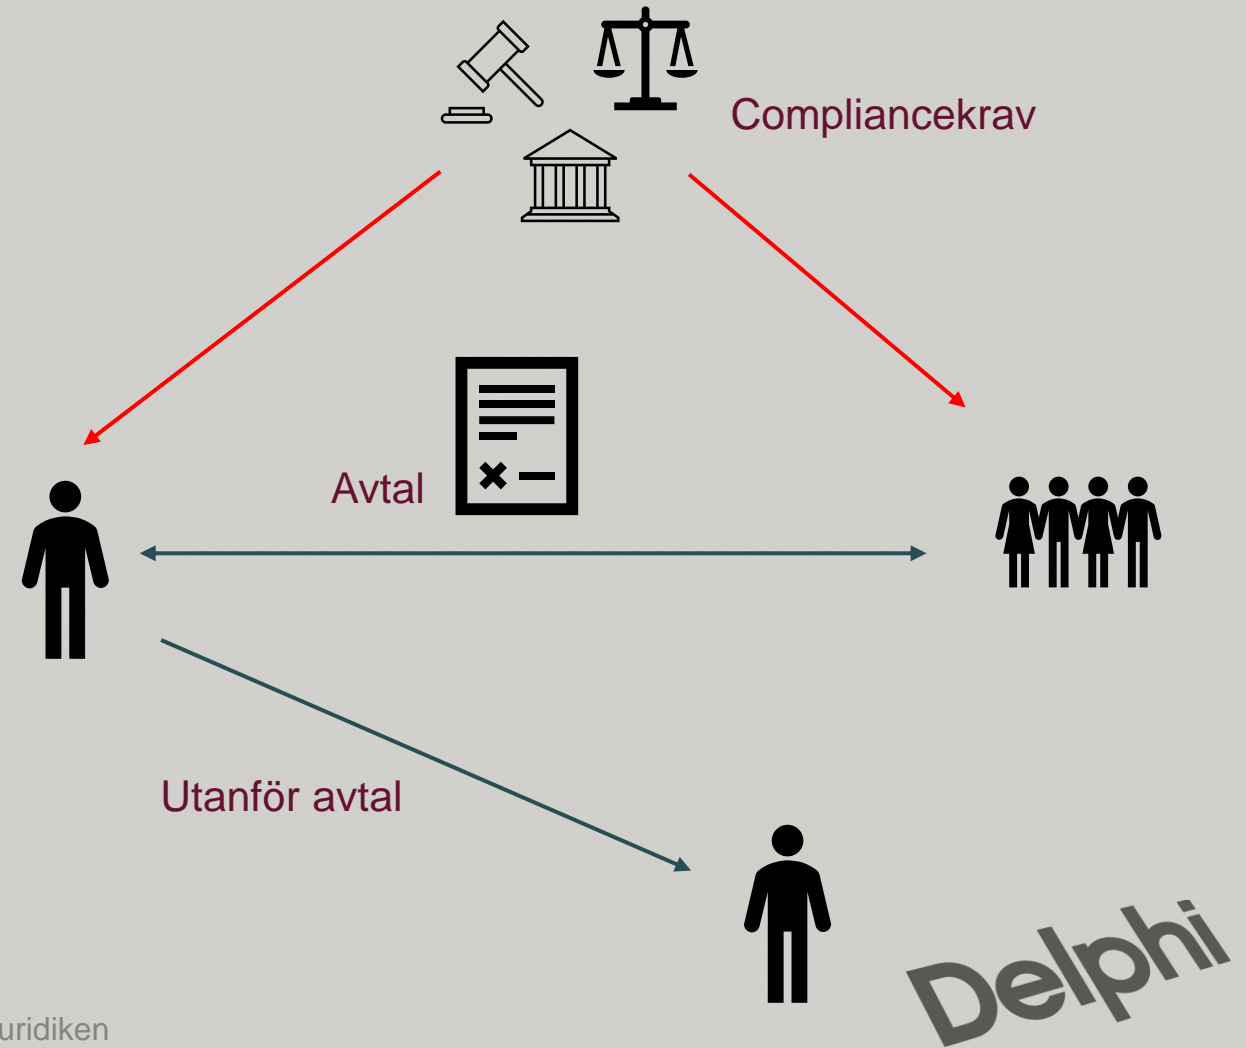 Compliancekrav
Avtal
Utanför avtal
Delphi
uridiken